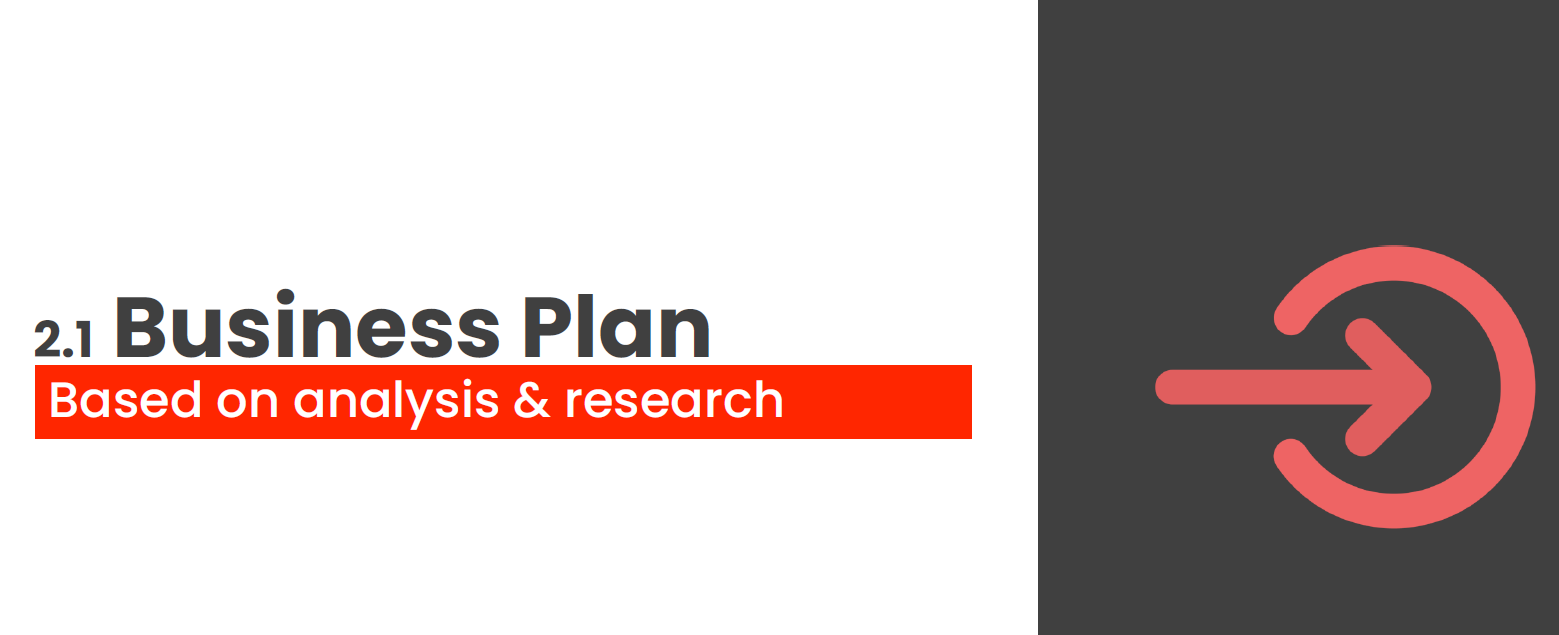 2.1 Business Plan
Based on analysis & research